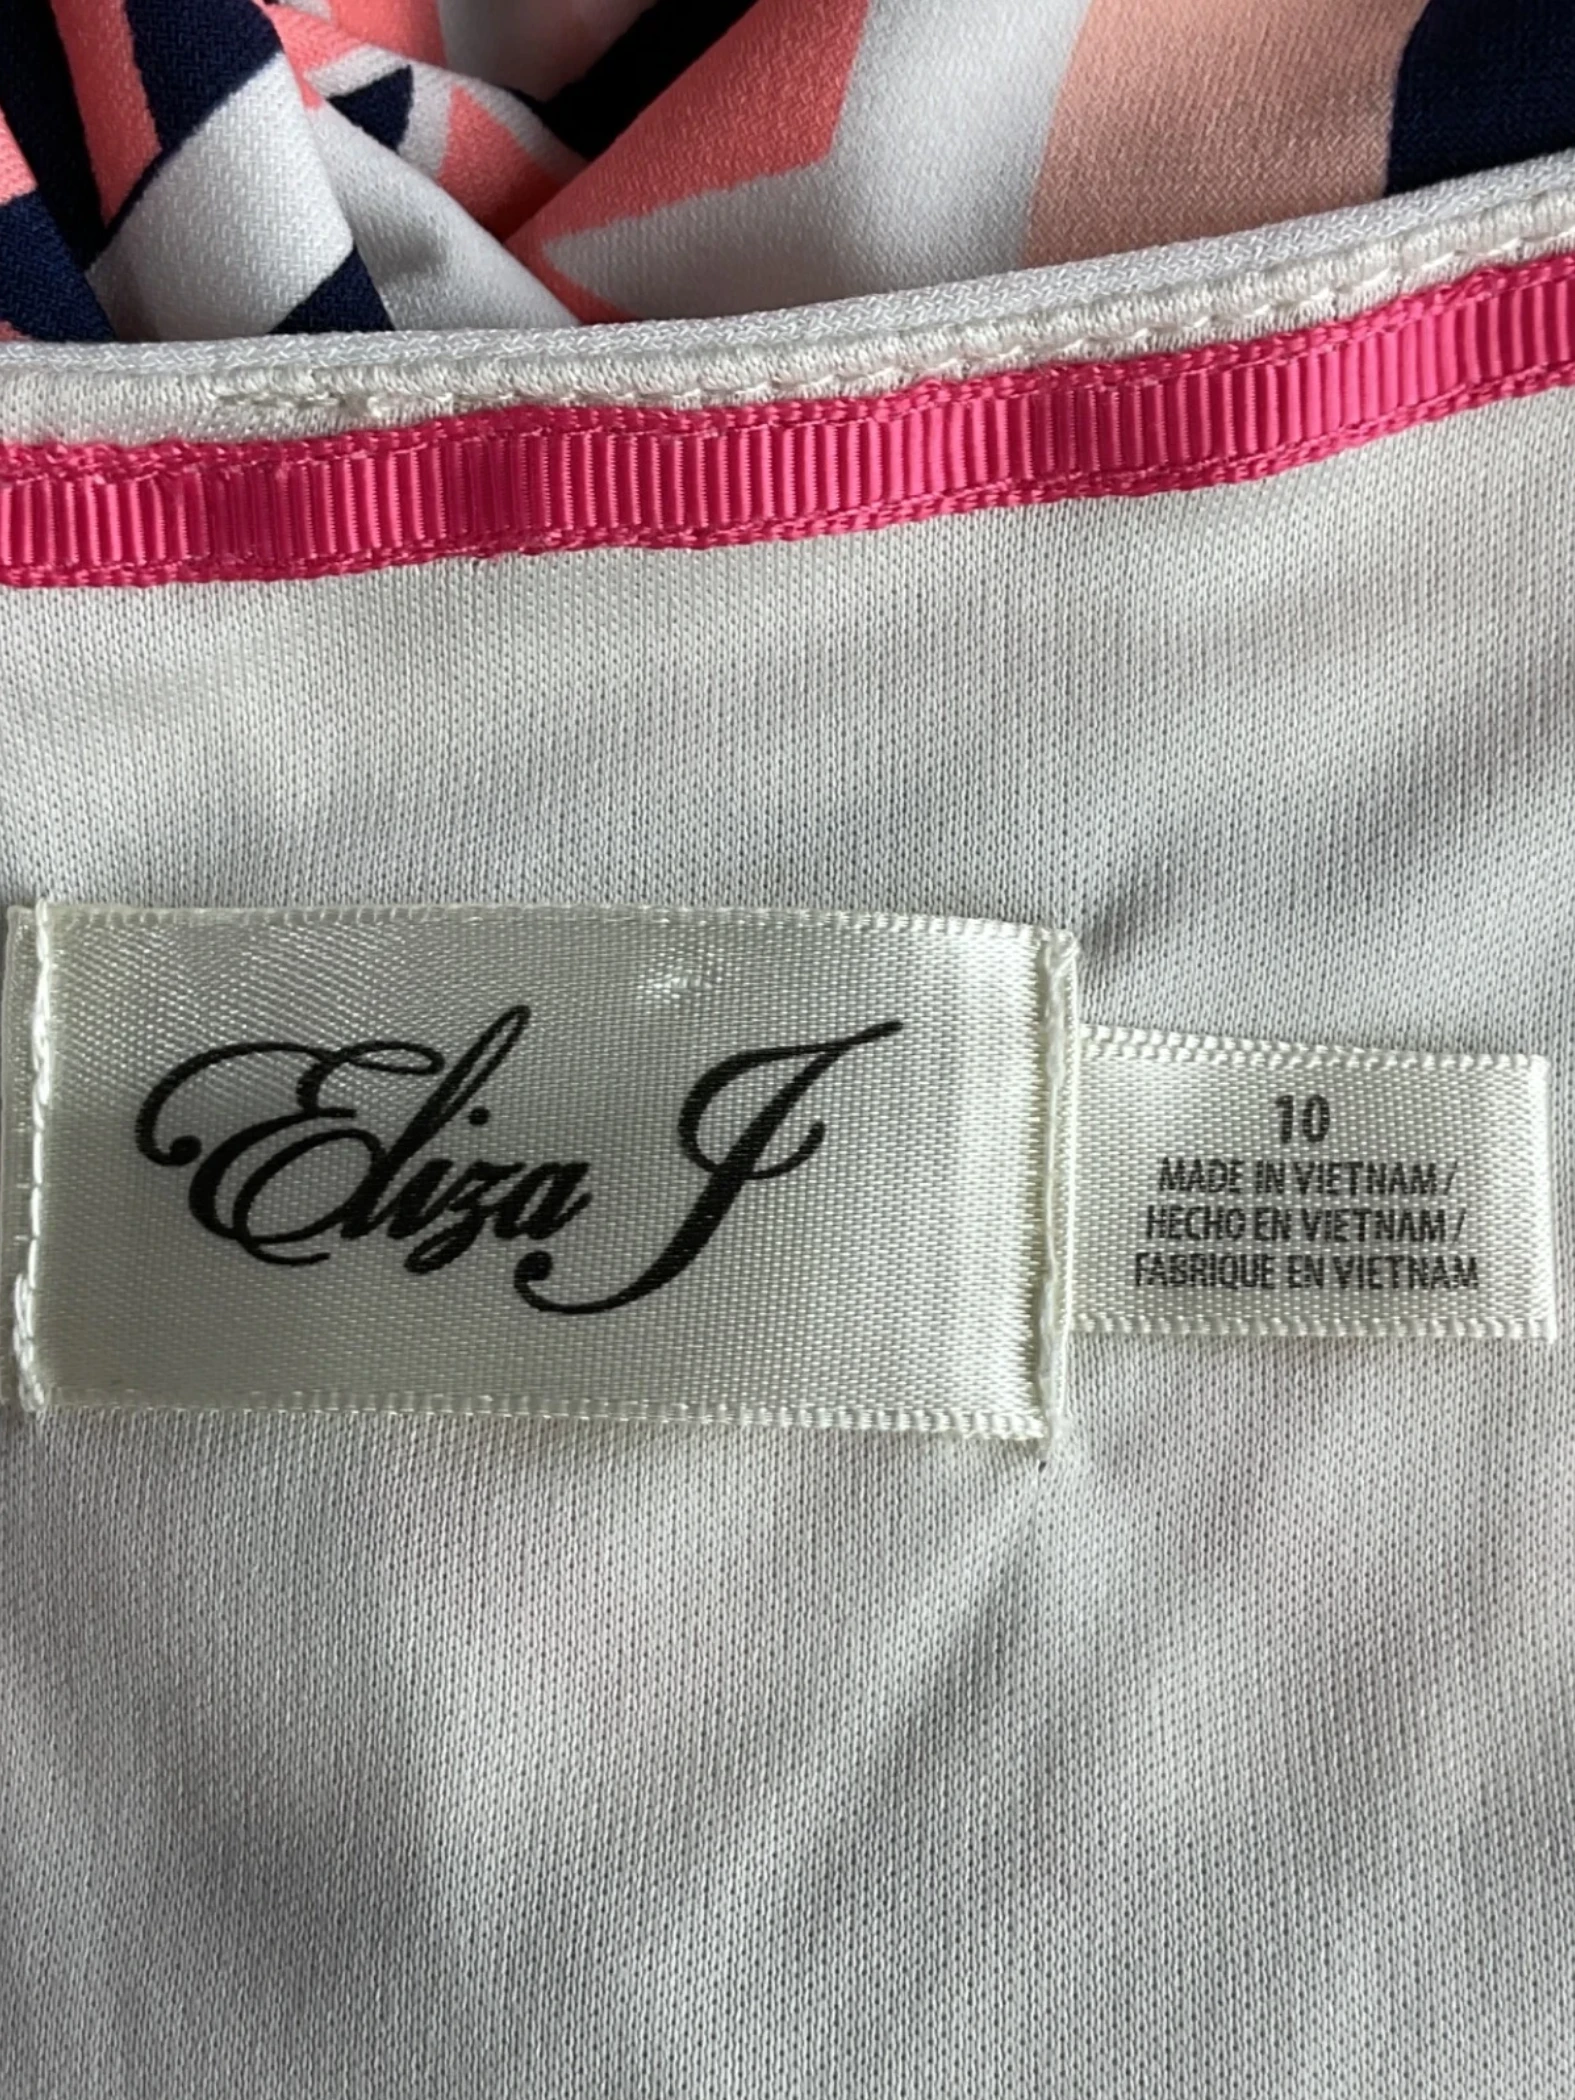 Eliza J
10
MADE IN VIETNAM/
HECHO EN VIETNAM/
FABRIQUE EN VIETNAM